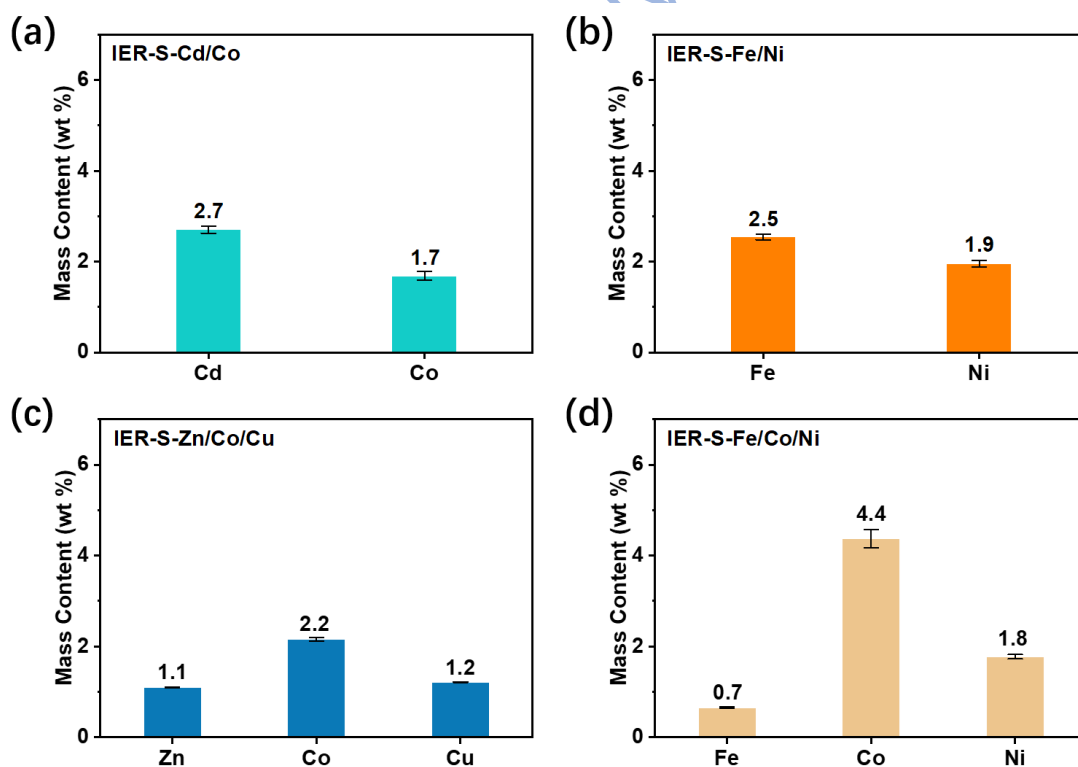 (a)
IER-S-Cd/Co
Mass Content (wt %)
6
4
2
0
2.7
1.7
Cd Co
(b)
IER-S-Fe/Ni
Mass Content (wt %)
6
4
2
0
2.5
1.9
Fe Ni
(c)
IER-S-Zn/Co/Cu
Mass Content (wt %)
6
4
2
0
1.1
2.2
1.2
Zn Co Cu
(d)
IER-S-Fe/Co/Ni
Mass Content (wt %)
6
4
2
0
0.7
4.4
1.8
Fe Co Ni